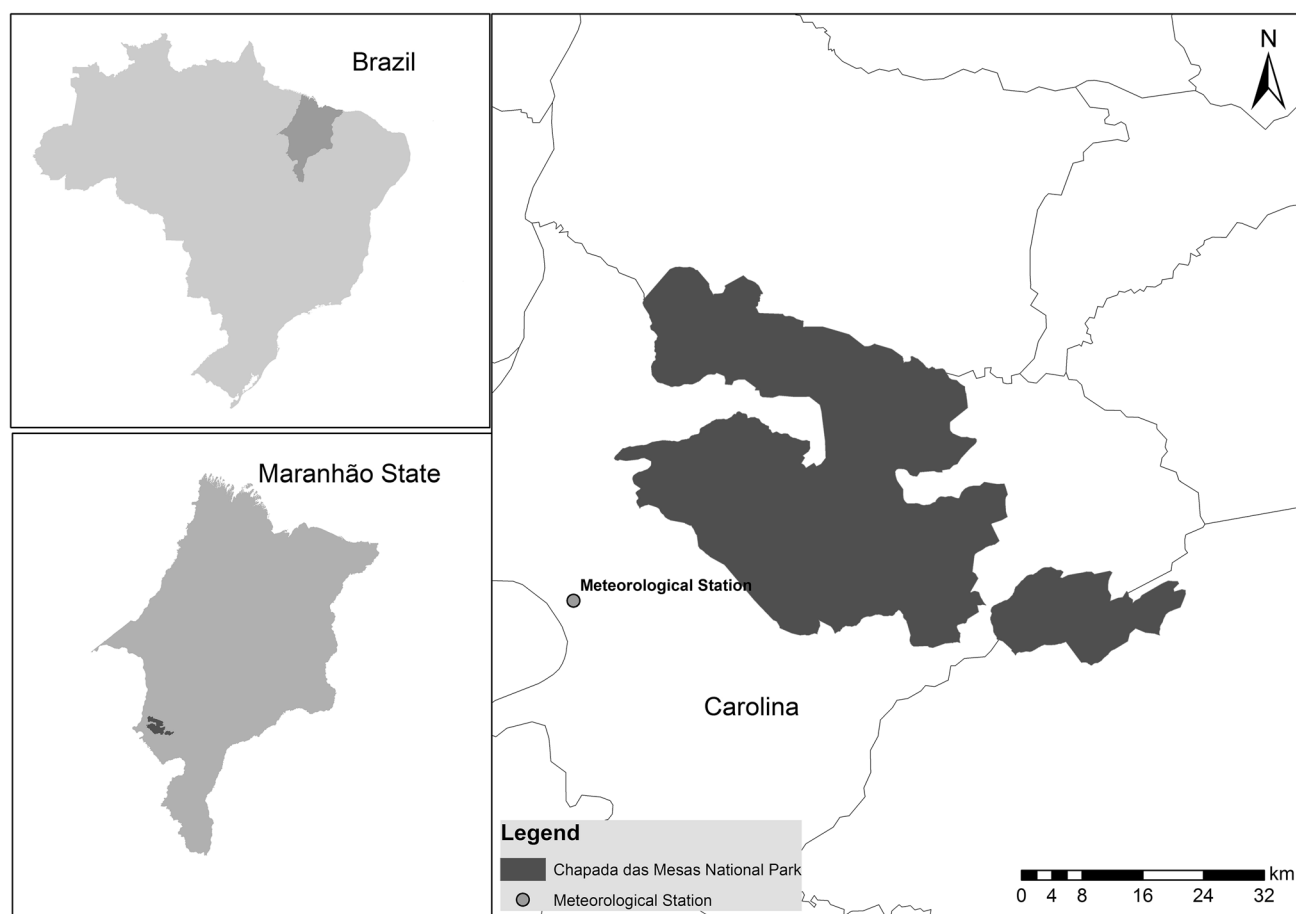 Brazil
Maranhão State
N
Meteorological Station
Carolina
Legend
Chapada das Mesas National Park
Meteorological Station
km
0 4 8 16 24 32